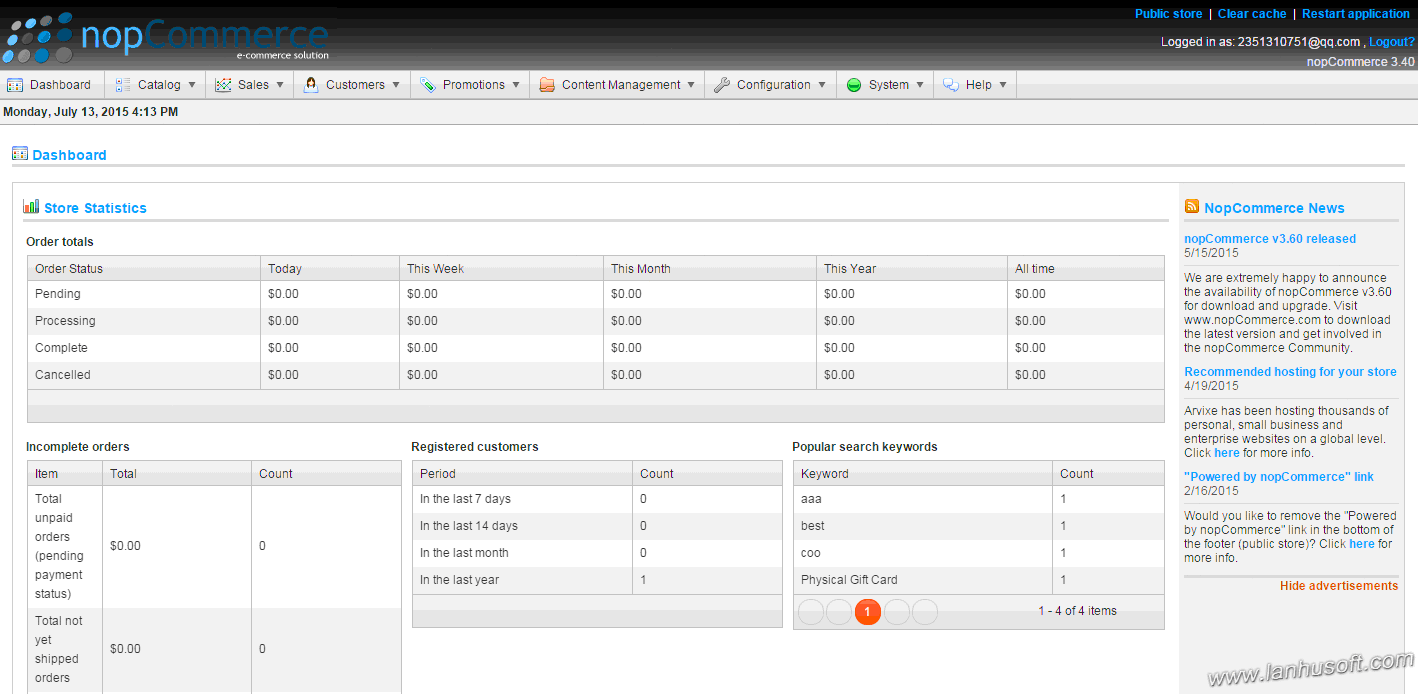 Public store | Clear cache | Restart application
nopCommerce
e-commerce solution
Logged in as: 2351310751@qq.com , Logout?
nopCommerce 3.40
Dashboard Catalog Sales Customers Promotions Content Management Configuration System Help
Monday, July 13, 2015 4:13 PM
Dashboard
Store Statistics
Order totals
Order Status Today This Week This Month This Year All time
Pending $0.00 $0.00 $0.00 $0.00 $0.00
Processing $0.00 $0.00 $0.00 $0.00 $0.00
Complete $0.00 $0.00 $0.00 $0.00 $0.00
Cancelled $0.00 $0.00 $0.00 $0.00 $0.00
Incomplete orders
Item Total Count
Total
unpaid
orders
(pending
payment
status)
$0.00 0
Total not
yet
shipped
orders
$0.00 0
Registered customers
Period Count
In the last 7 days 0
In the last 14 days 0
In the last month 0
In the last year 1
Popular search keywords
Keyword Count
aaa 1
best 1
coo 1
Physical Gift Card 1
1
1 - 4 of 4 items
NopCommerce News
nopCommerce v3.60 released
5/15/2015
We are extremely happy to announce
the availability of nopCommerce v3.60
for download and upgrade. Visit
www.nopCommerce.com to download
the latest version and get involved in
the nopCommerce Community.
Recommended hosting for your store
4/19/2015
Arvixe has been hosting thousands of
personal, small business and
enterprise websites on a global level.
Click here for more info.
"Powered by nopCommerce" link
2/16/2015
Would you like to remove the "Powered
by nopCommerce" link in the bottom of
the footer (public store)? Click here for
more info.
Hide advertisements
www.lanhusoft.com